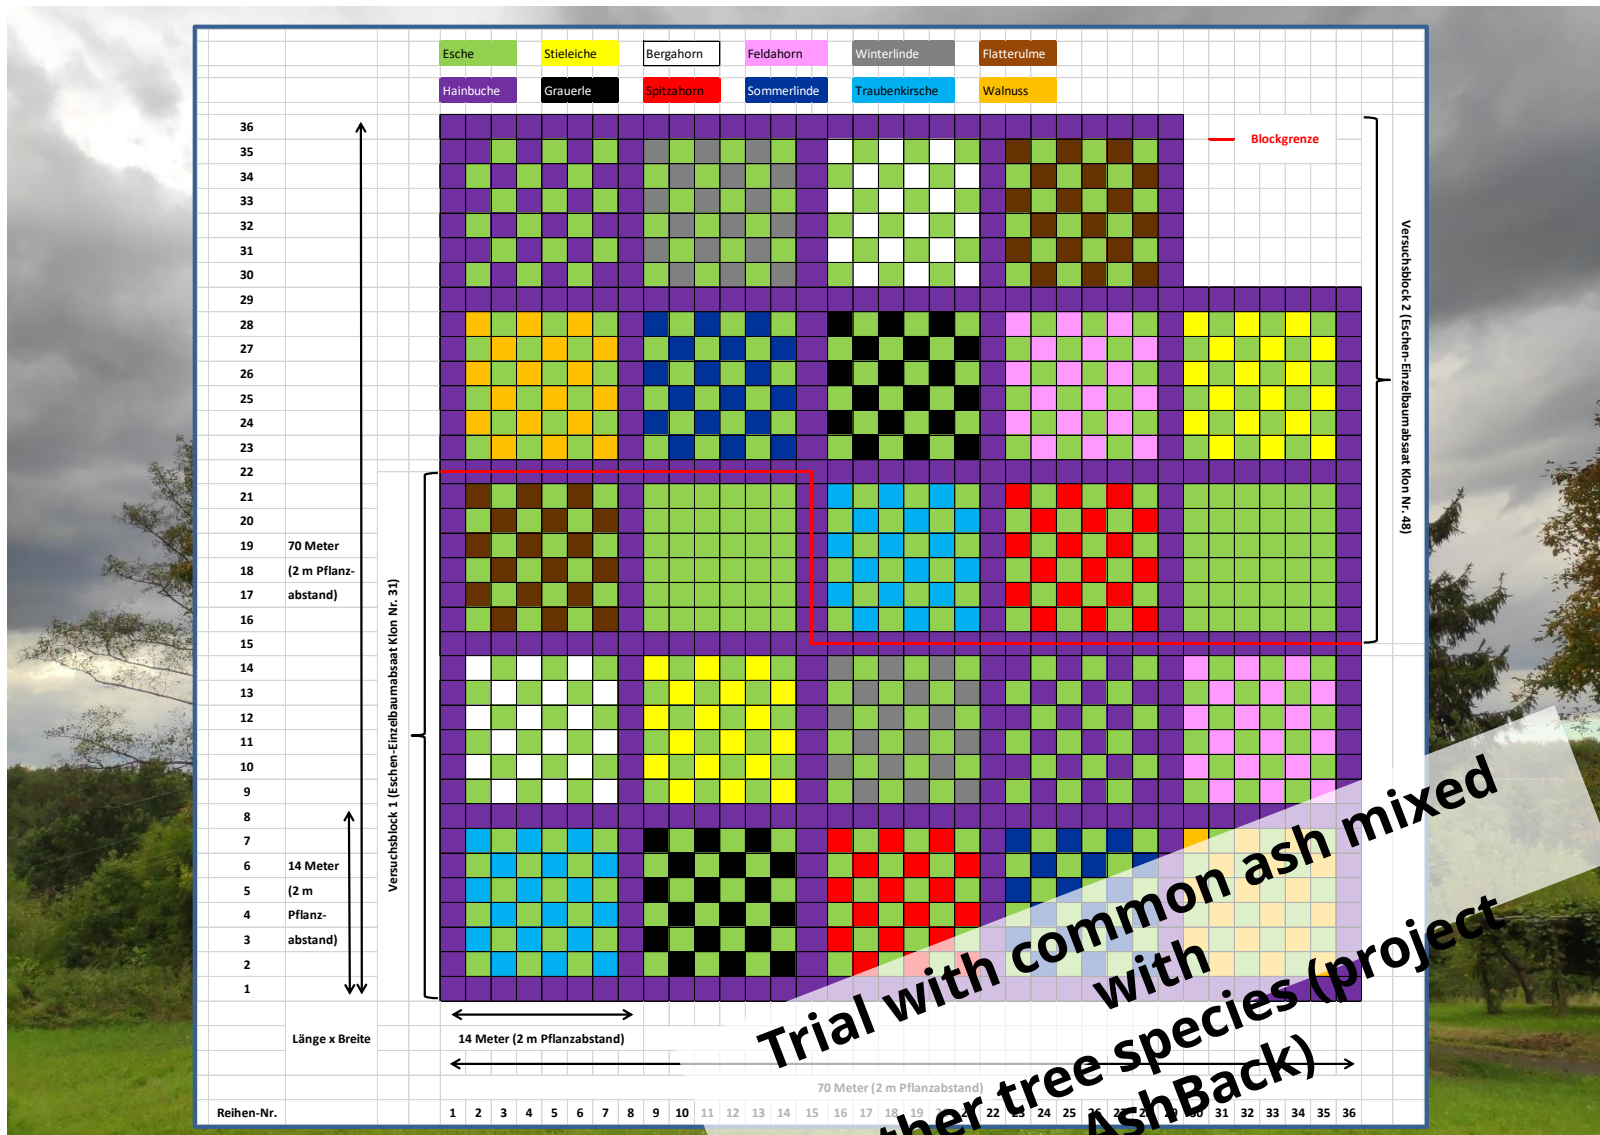 Esche Stieleiche Bergahorn Feldahorn Winterlinde Flatterulme
Hainbuche Grauerle Spitzahorn Sommerlinde Traubenkirsche Walnuss
Blockgrenze
36
35
34
33
32
31
30
29
28
27
26
25
24
23
22
21
20
19 70 Meter
18 (2 m Pflanz-
17 abstand)
16
15
14
13
12
11
10
9
8
7
6 14 Meter
5 (2 m
4 Pflanz-
3 abstand)
2
1
Versuchsblock 1 (Eschen-Einzelbaumabsaat Klon Nr. 31)
Versuchsblock 2 (Eschen-Einzelbaumabsaat Klon Nr. 48)
Länge x Breite 14 Meter (2 m Pflanzabstand)
70 Meter (2 m Pflanzabstand)
Reihen-Nr. 1 2 3 4 5 6 7 8 9 10 11 12 13 14 15 16 17 18 19 22 23 24 25 26 31 32 33 34 35 36
Trial with common ash mixed
with
tree species (project
AshBack)